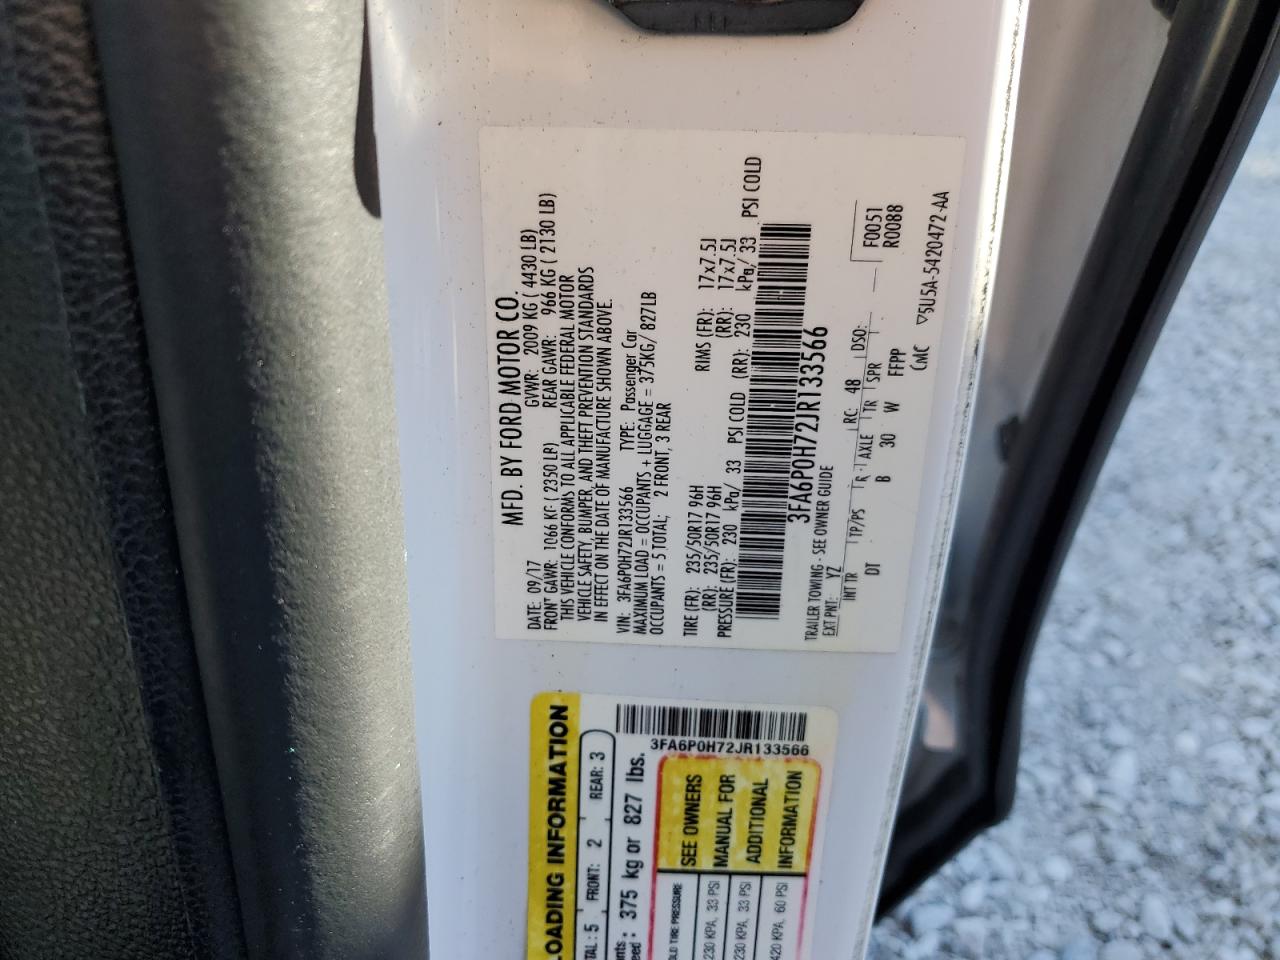 MFD. BY FORD MOTOR CO.
DATE: 09/17 GVWR: 2009 KG ( 4430 LB)
FRONT GAWR: 1066 KG ( 2350 LB) REAR GAWR: 966 KG ( 2130 LB)
THIS VEHICLE CONFORMS TO ALL APPLICABLE FEDERAL MOTOR
VEHICLE SAFETY, BUMPER, AND THEFT PREVENTION STANDARDS
IN EFFECT ON THE DATE OF MANUFACTURE SHOWN ABOVE.
VIN: 3FA6P0H72JR133566 TYPE: Passenger Car
MAXIMUM LOAD = OCCUPANTS + LUGGAGE = 375KG/ 827LB
OCCUPANTS = 5 TOTAL; 2 FRONT, 3 REAR
TIRE (FR): 235/50R17 96H RIMS (FR): 17x7.5J
(RR): 235/50R17 96H (RR): 17x7.5J
PRESSURE (FR): 230 kPa/ 33 PSI COLD (RR): 230 kPa/ 33 PSI COLD
3FA6P0H72JR133566
TRAILER TOWING - SEE OWNER GUIDE
EXT PNT: YZ RC: 48 DSO: F0051
INT TR TP/PS R AXLE TR SPR R0088
DT B 30 W FFPP
CMC ▽5U5A-5420472-AA
LOADING INFORMATION
TAL : 5 FRONT: 2 REAR: 3
375 kg or 827 lbs.
3FA6P0H72JR133566
OLD TIRE PRESSURE
230 KPA, 33 PSI
230 KPA, 33 PSI
420 KPA, 60 PSI
SEE OWNERS
MANUAL FOR
ADDITIONAL
INFORMATION